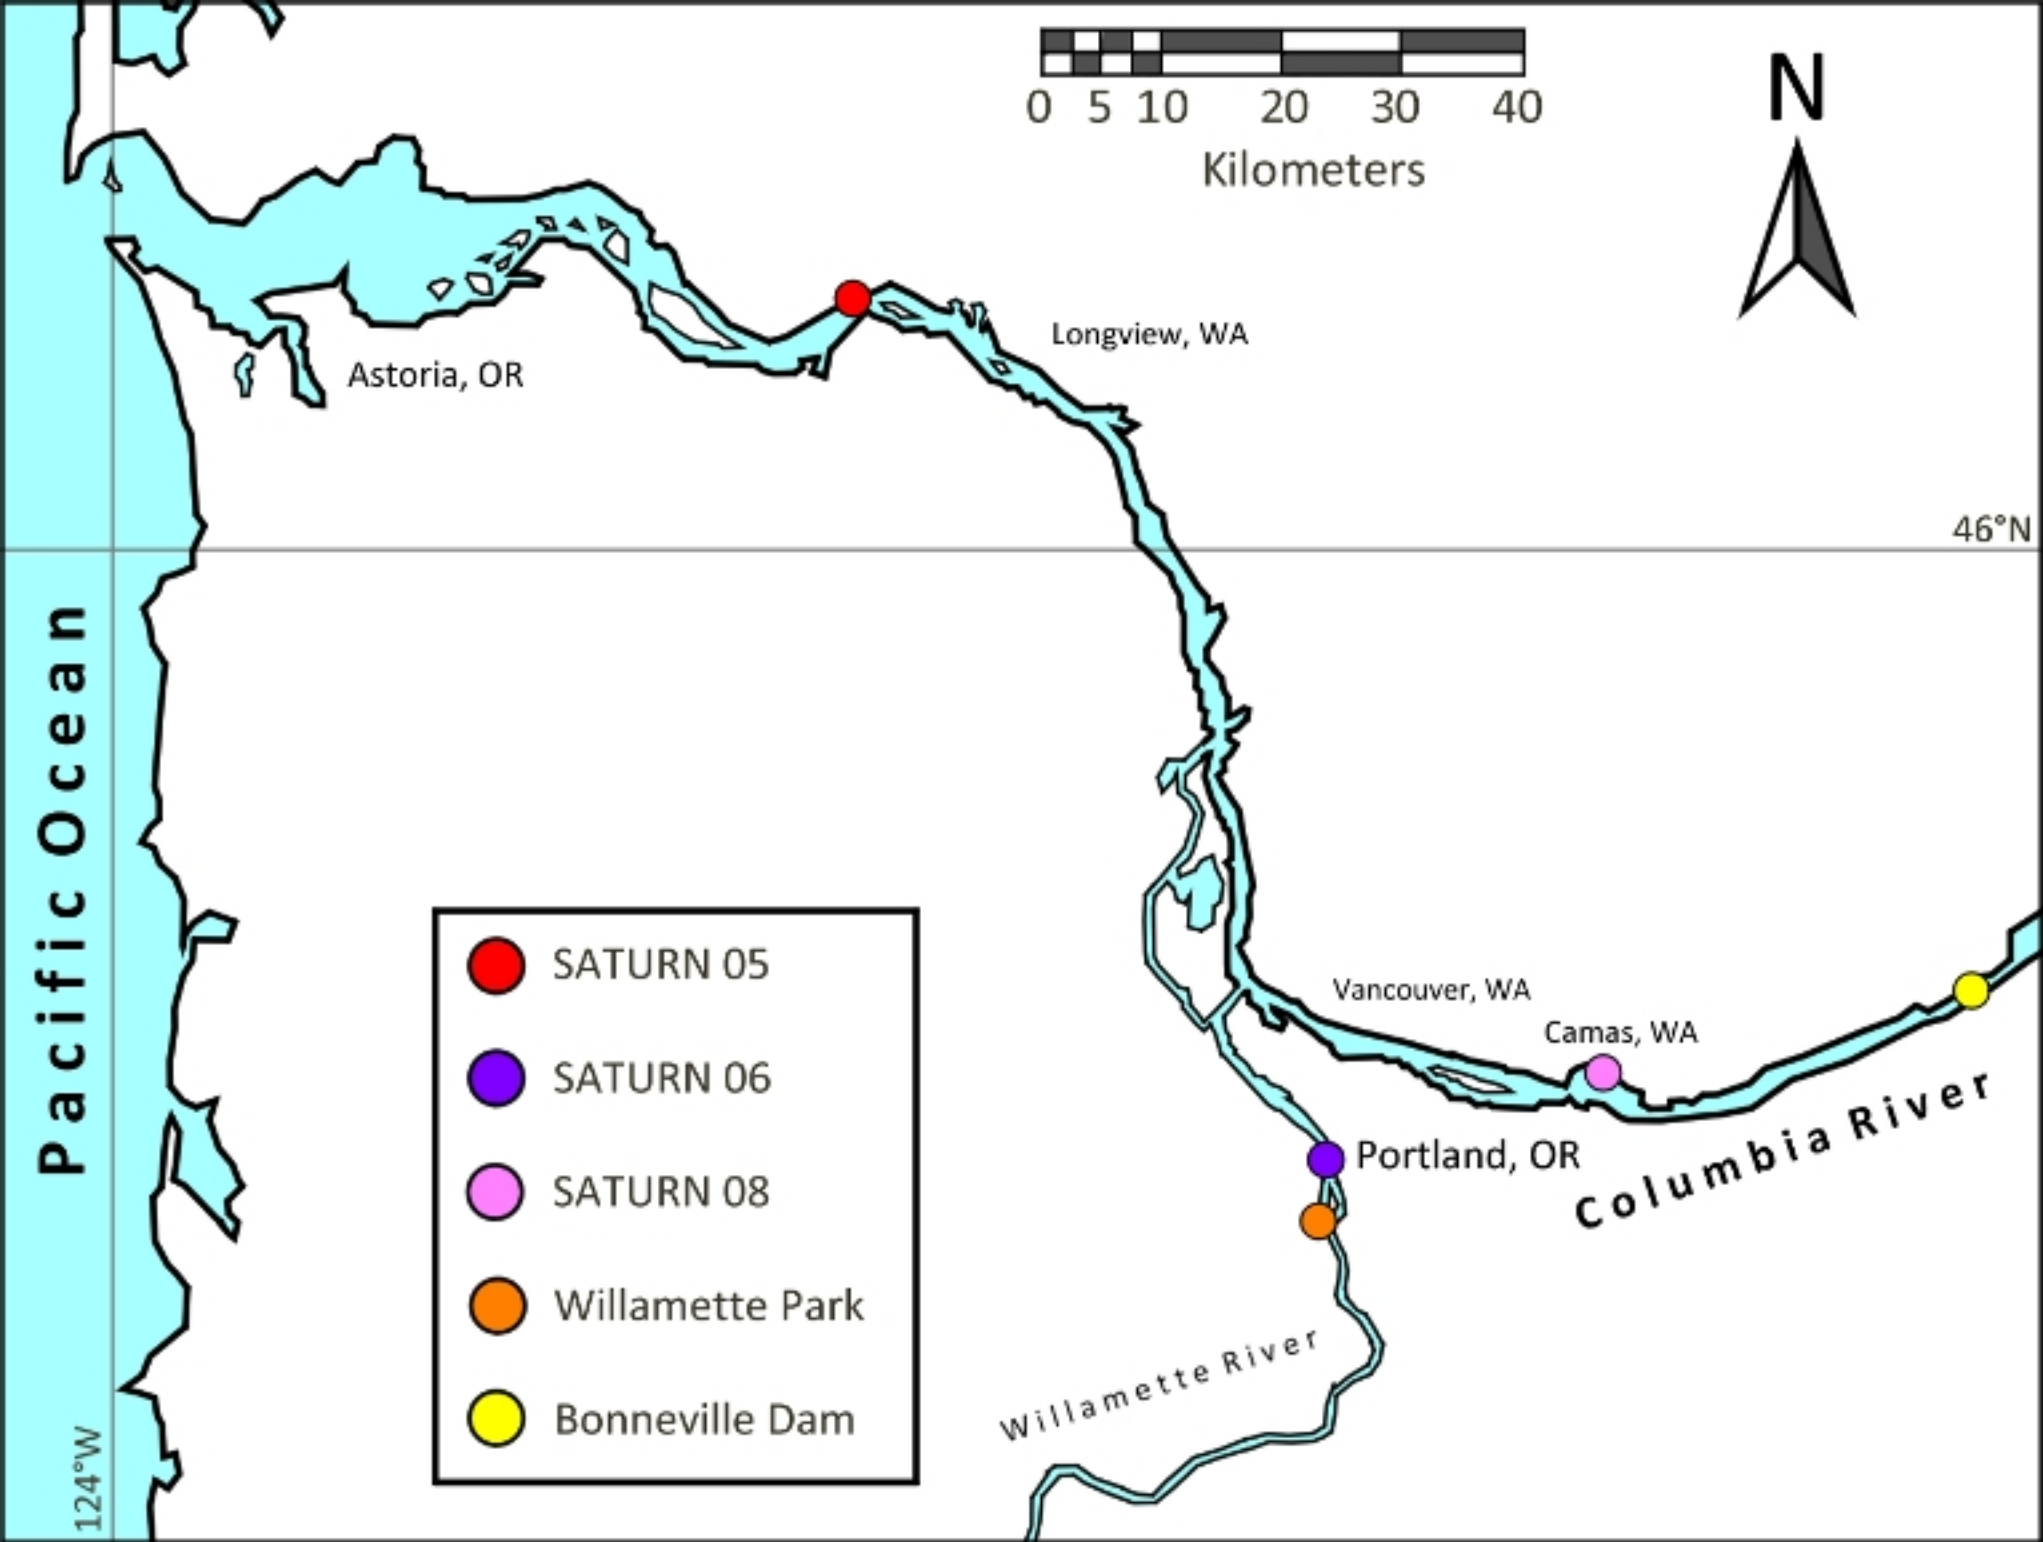 N
0 5 10 20 30 40
Kilometers
Longview, WA
Astoria, OR
46°N
Pacific Ocean
SATURN 05
SATURN 06
SATURN 08
Willamette Park
Bonneville Dam
Vancouver, WA
Camas, WA
Columbia River
Portland, OR
Willamette River
124°W